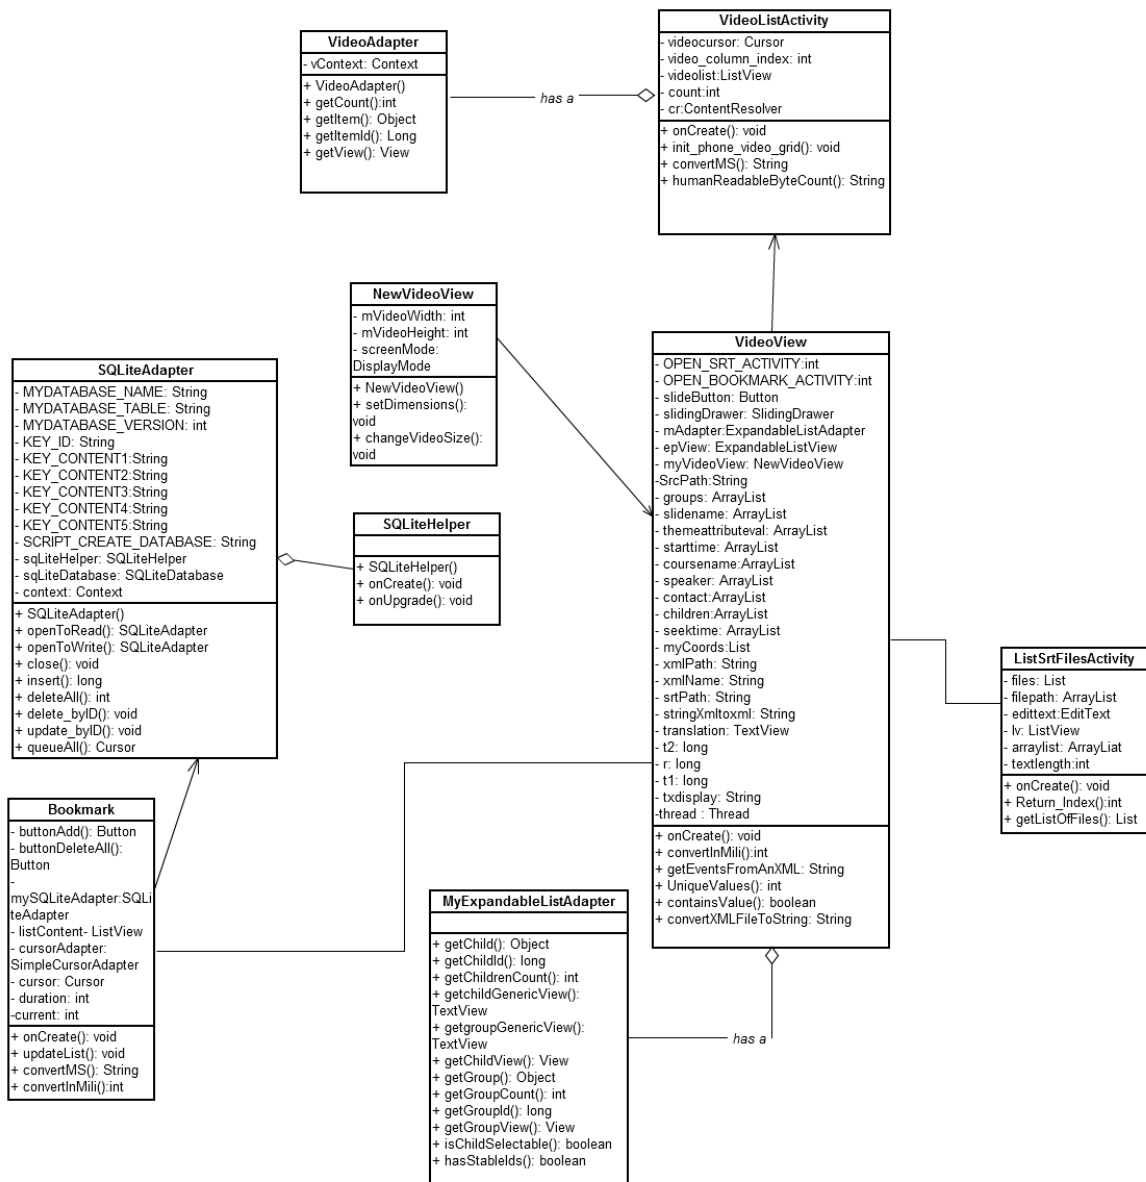 VideoAdapter
- vContext: Context
+ VideoAdapter()
+ getCount():int
+ getItem(): Object
+ getItemId(): Long
+ getView(): View
has a
VideoListActivity
- videocursor: Cursor
- video_column_index: int
- videolist:ListView
- count:int
- cr:ContentResolver
+ onCreate(): void
+ init_phone_video_grid(): void
+ convertMS(): String
+ humanReadableByteCount(): String
NewVideoView
- mVideoWidth: int
- mVideoHeight: int
- screenMode:
DisplayMode
+ NewVideoView()
+ setDimensions():
void
+ changeVideoSize():
void
SQLiteAdapter
- MYDATABASE_NAME: String
- MYDATABASE_TABLE: String
- MYDATABASE_VERSION: int
- KEY_ID: String
- KEY_CONTENT1:String
- KEY_CONTENT2:String
- KEY_CONTENT3:String
- KEY_CONTENT4:String
- KEY_CONTENT5:String
- SCRIPT_CREATE_DATABASE: String
- sqLiteHelper: SQLiteHelper
- sqLiteDatabase: SQLiteDatabase
- context: Context
+ SQLiteAdapter()
+ openToRead(): SQLiteAdapter
+ openToWrite(): SQLiteAdapter
+ close(): void
+ insert(): long
+ deleteAll(): int
+ delete_byID(): void
+ update_byID(): void
+ queueAll(): Cursor
SQLiteHelper
+ SQLiteHelper()
+ onCreate(): void
+ onUpgrade(): void
VideoView
- OPEN_SRT_ACTIVITY:int
- OPEN_BOOKMARK_ACTIVITY:int
- slideButton: Button
- slidingDrawer: SlidingDrawer
- mAdapter:ExpandableListAdapter
- epView: ExpandableListView
- myVideoView: NewVideoView
-SrcPath:String
- groups: ArrayList
- slidename: ArrayList
- themeattributeval: ArrayList
- starttime: ArrayList
- coursename:ArrayList
- speaker: ArrayList
- contact:ArrayList
- children:ArrayList
- seektime: ArrayList
- myCoords:List
- xmlPath: String
- xmlName: String
- srtPath: String
- stringXmltoxml: String
- translation: TextView
- t2: long
- r: long
- t1: long
- txdisplay: String
-thread : Thread
+ onCreate(): void
+ convertInMili():int
+ getEventsFromAnXML: String
+ UniqueValues(): int
+ containsValue(): boolean
+ convertXMLFileToString: String
ListSrtFilesActivity
- files: List
- filepath: ArrayList
- edittext:EditText
- lv: ListView
- arraylist: ArrayLiat
- textlength:int
+ onCreate(): void
+ Return_Index():int
+ getListOfFiles(): List
Bookmark
- buttonAdd(): Button
- buttonDeleteAll():
Button
-
mySQLiteAdapter:SQLi
teAdapter
- listContent- ListView
- cursorAdapter:
SimpleCursorAdapter
- cursor: Cursor
- duration: int
-current: int
+ onCreate(): void
+ updateList(): void
+ convertMS(): String
+ convertInMili():int
MyExpandableListAdapter
+ getChild(): Object
+ getChildId(): long
+ getChildrenCount(): int
+ getchildGenericView():
TextView
+ getgroupGenericView():
TextView
+ getChildView(): View
+ getGroup(): Object
+ getGroupCount(): int
+ getGroupId(): long
+ getGroupView(): View
+ isChildSelectable(): boolean
+ hasStableIds(): boolean
has a